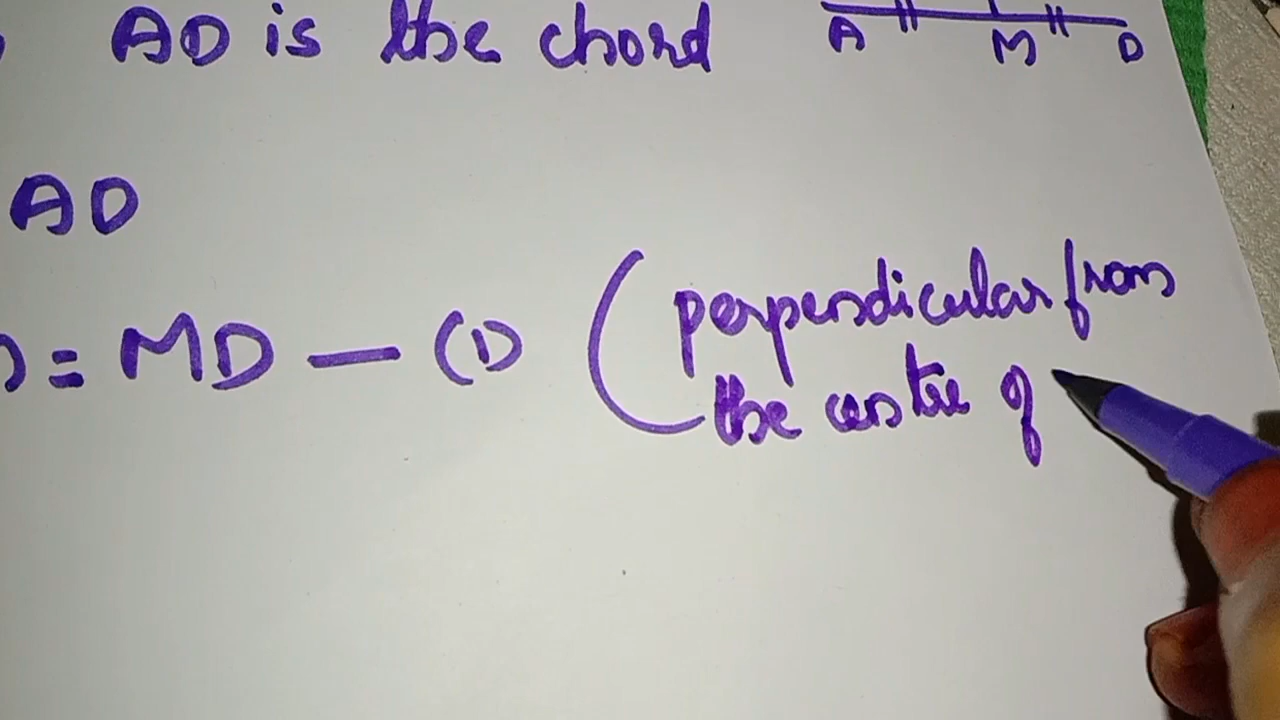 AD is the chord
A M D
AD
= MD — (1) (perpendicular from
the centre of